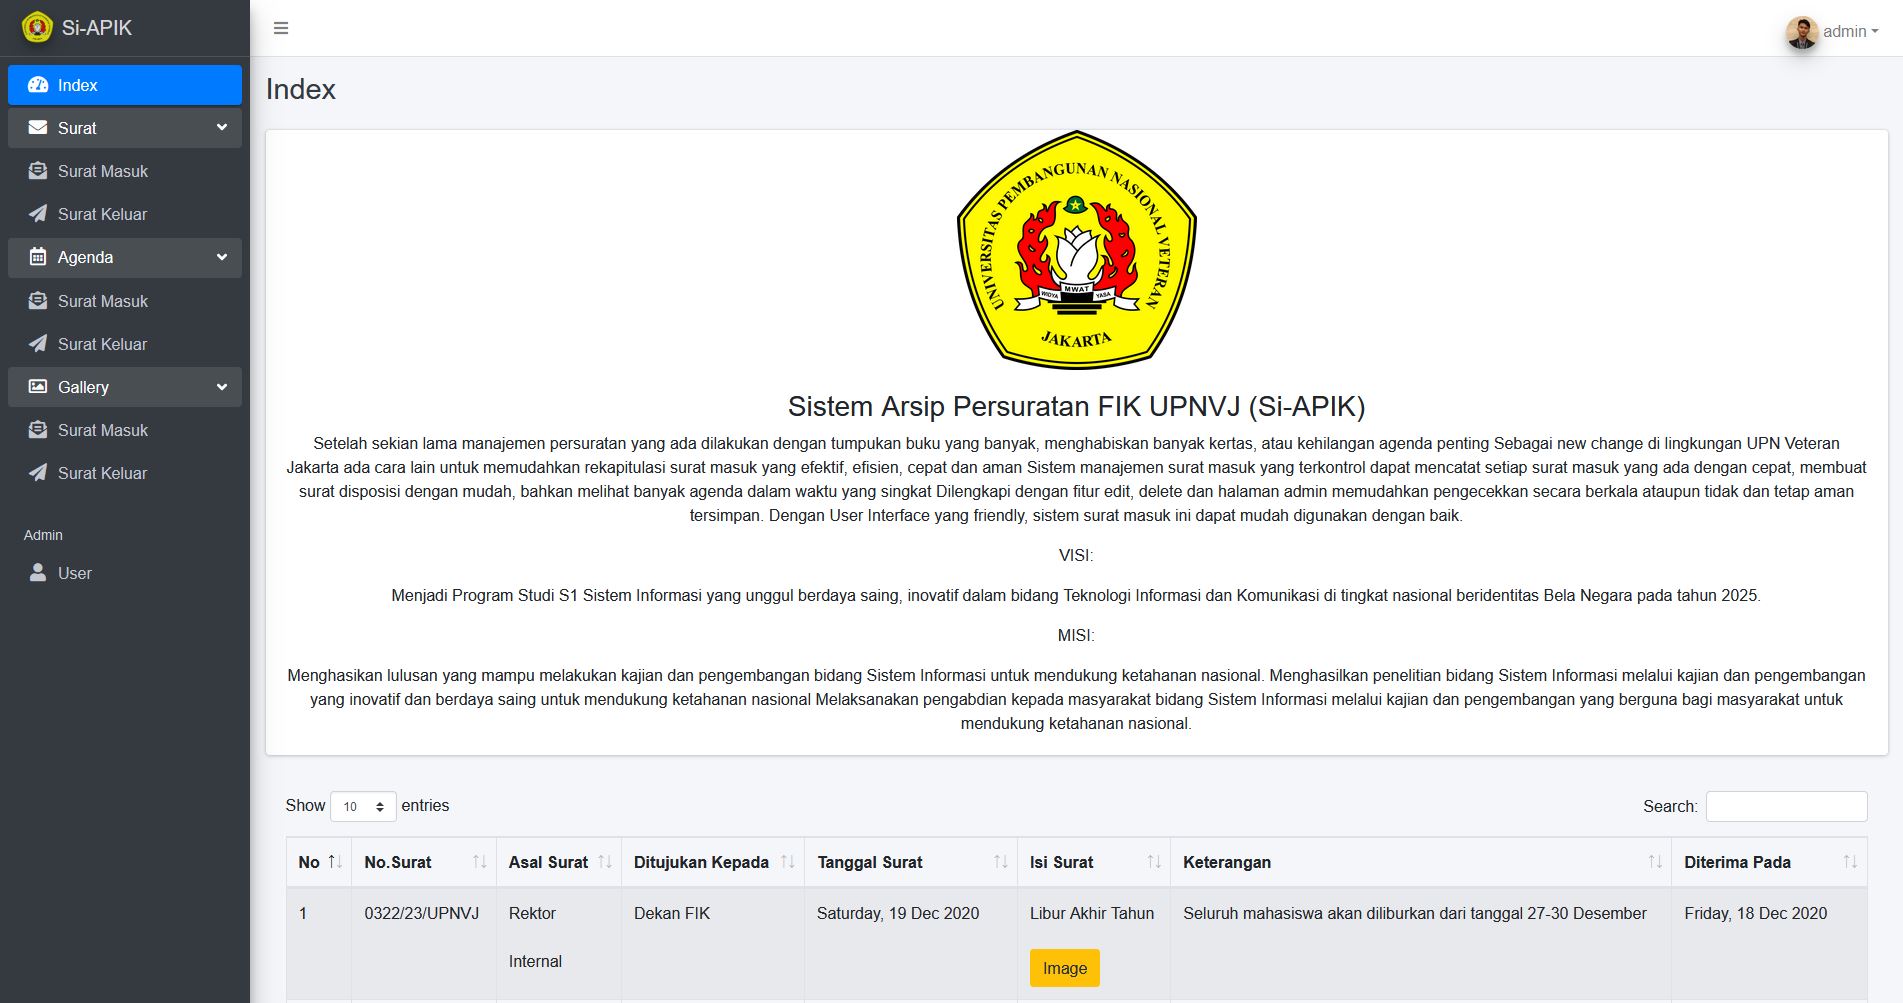 Si-APIK
admin
Index
Surat
Surat Masuk
Surat Keluar
Agenda
Surat Masuk
Surat Keluar
Gallery
Surat Masuk
Surat Keluar
Admin
User
Index
UNIVERSITAS PEMBANGUNAN NASIONAL VETERAN
WIDYA MWAT YASA
JAKARTA
Sistem Arsip Persuratan FIK UPNVJ (Si-APIK)
Setelah sekian lama manajemen persuratan yang ada dilakukan dengan tumpukan buku yang banyak, menghabiskan banyak kertas, atau kehilangan agenda penting Sebagai new change di lingkungan UPN Veteran
Jakarta ada cara lain untuk memudahkan rekapitulasi surat masuk yang efektif, efisien, cepat dan aman Sistem manajemen surat masuk yang terkontrol dapat mencatat setiap surat masuk yang ada dengan cepat, membuat
surat disposisi dengan mudah, bahkan melihat banyak agenda dalam waktu yang singkat Dilengkapi dengan fitur edit, delete dan halaman admin memudahkan pengecekkan secara berkala ataupun tidak dan tetap aman
tersimpan. Dengan User Interface yang friendly, sistem surat masuk ini dapat mudah digunakan dengan baik.
VISI:
Menjadi Program Studi S1 Sistem Informasi yang unggul berdaya saing, inovatif dalam bidang Teknologi Informasi dan Komunikasi di tingkat nasional beridentitas Bela Negara pada tahun 2025.
MISI:
Menghasikan lulusan yang mampu melakukan kajian dan pengembangan bidang Sistem Informasi untuk mendukung ketahanan nasional. Menghasilkan penelitian bidang Sistem Informasi melalui kajian dan pengembangan
yang inovatif dan berdaya saing untuk mendukung ketahanan nasional Melaksanakan pengabdian kepada masyarakat bidang Sistem Informasi melalui kajian dan pengembangan yang berguna bagi masyarakat untuk
mendukung ketahanan nasional.
Show 10 entries
Search:
No No.Surat Asal Surat Ditujukan Kepada Tanggal Surat Isi Surat Keterangan Diterima Pada
1 0322/23/UPNVJ Rektor Dekan FIK Saturday, 19 Dec 2020 Libur Akhir Tahun Seluruh mahasiswa akan diliburkan dari tanggal 27-30 Desember Friday, 18 Dec 2020
Internal
Image